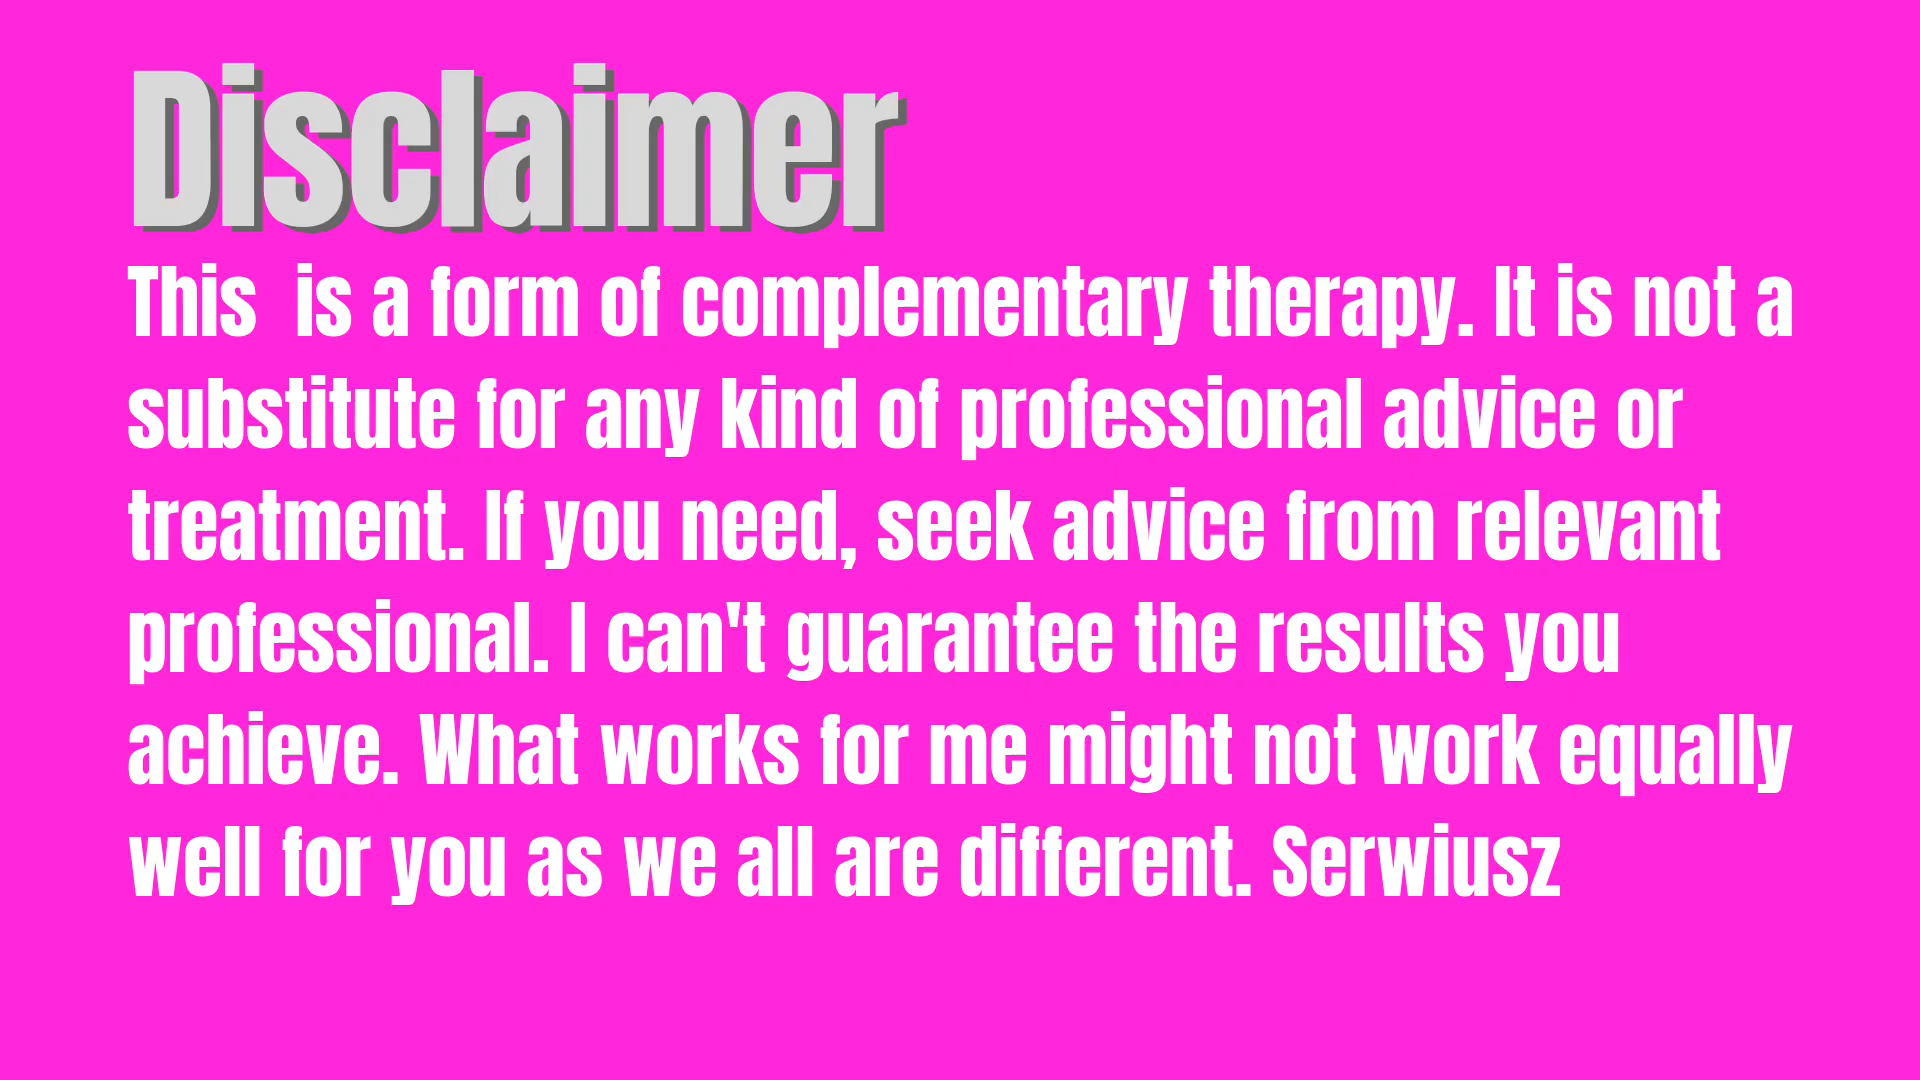 Disclaimer
This  is a form of complementary therapy. It is not a
substitute for any kind of professional advice or
treatment. If you need, seek advice from relevant
professional. I can't guarantee the results you
achieve. What works for me might not work equally
well for you as we all are different. Serwiusz